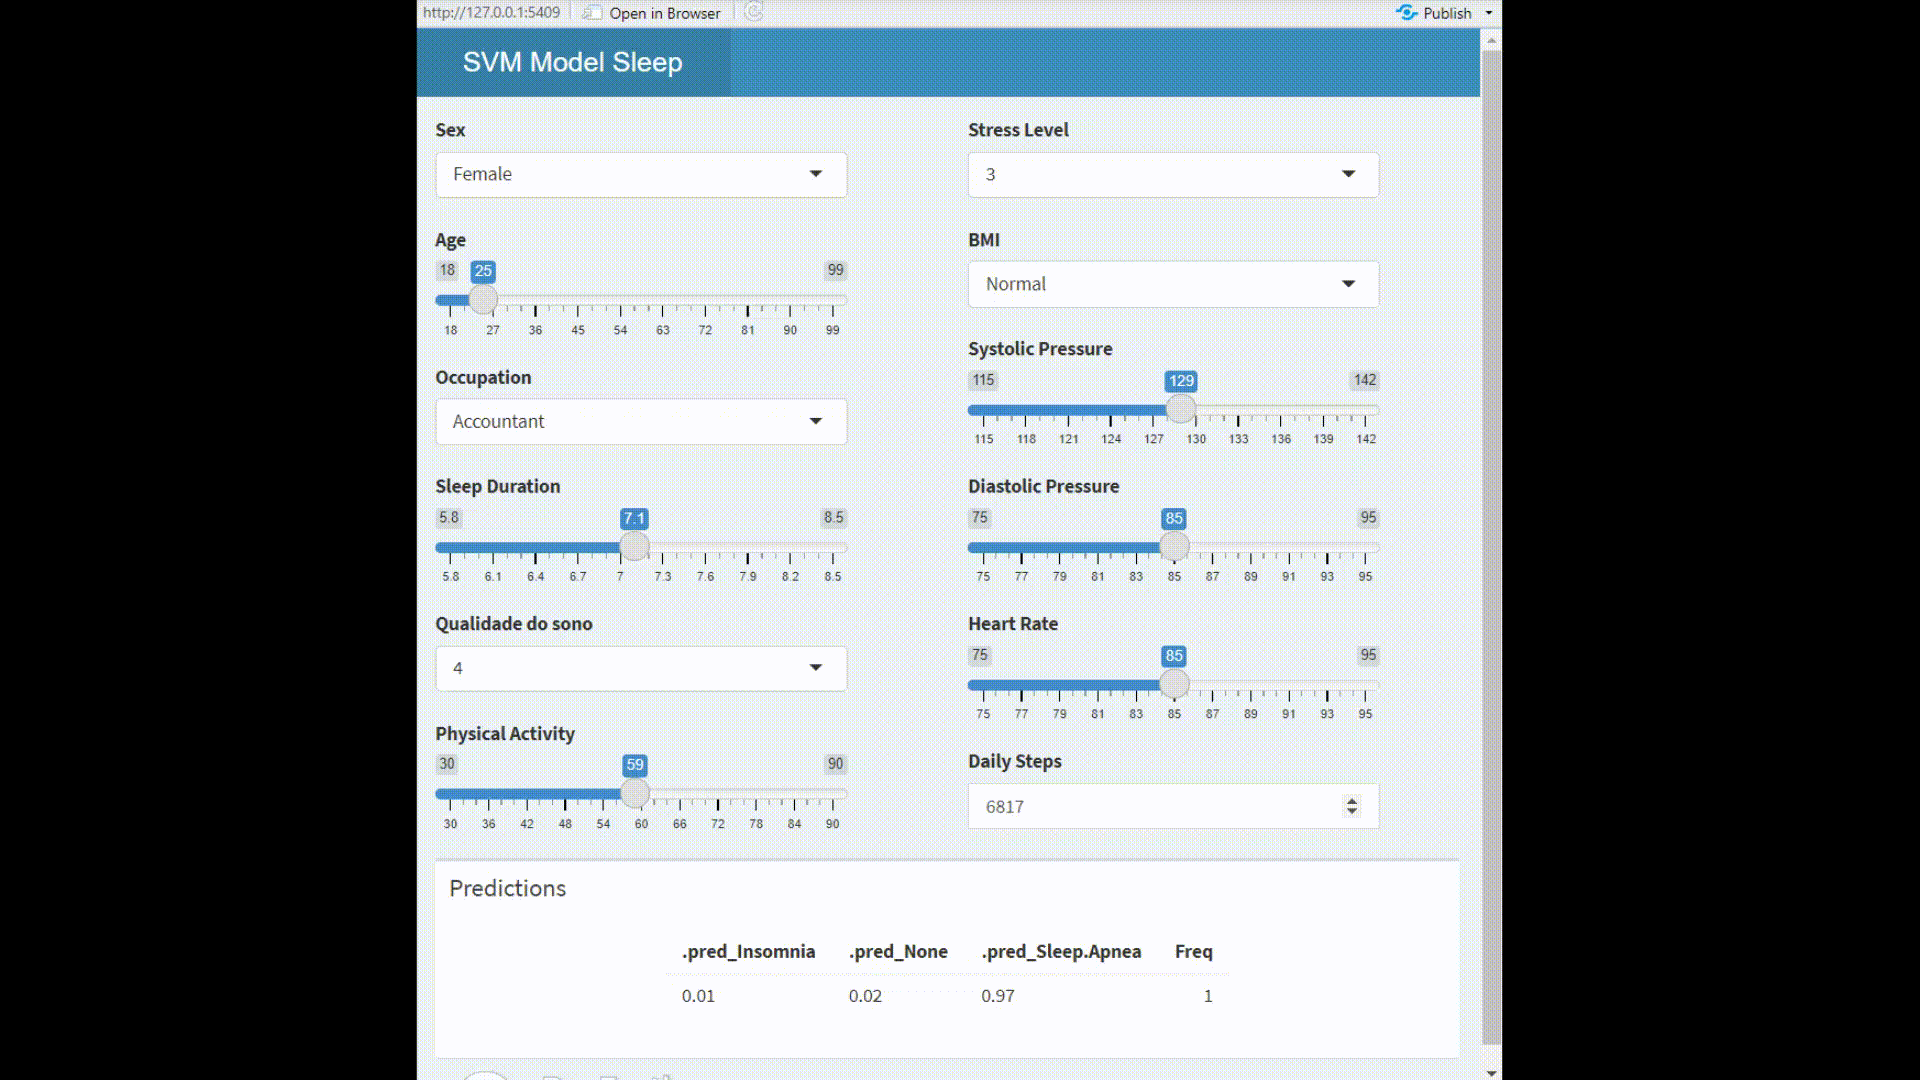 http://127.0.0.1:5409 Open in Browser Publish
SVM Model Sleep
Sex
Female
Age
18 25 99
18 27 36 45 54 63 72 81 90 99
Occupation
Accountant
Sleep Duration
5.8 7.1 8.5
5.8 6.1 6.4 6.7 7 7.3 7.6 7.9 8.2 8.5
Qualidade do sono
4
Physical Activity
30 59 90
30 36 42 48 54 60 66 72 78 84 90
Stress Level
3
BMI
Normal
Systolic Pressure
115 129 142
115 118 121 124 127 130 133 136 139 142
Diastolic Pressure
75 85 95
75 77 79 81 83 85 87 89 91 93 95
Heart Rate
75 85 95
75 77 79 81 83 85 87 89 91 93 95
Daily Steps
6817
Predictions
.pred_Insomnia .pred_None .pred_Sleep.Apnea Freq
0.01 0.02 0.97 1